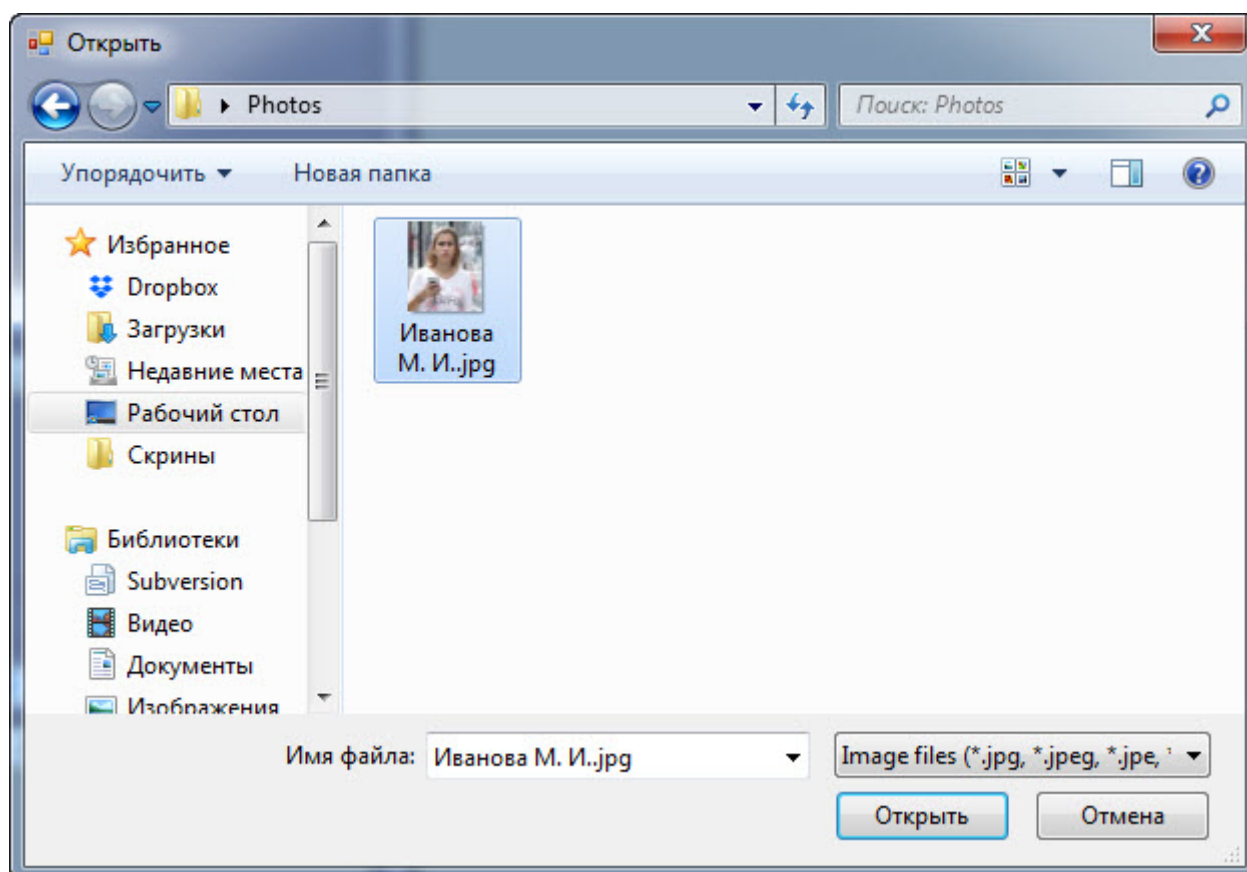 Открыть
Photos
Поиск: Photos
Упорядочить
Новая папка
Избранное
Dropbox
Загрузки
Недавние места
Рабочий стол
Скрины
Библиотеки
Subversion
Видео
Документы
Изображения
Иванова
М. И..jpg
Имя файла: Иванова М. И..jpg
Image files (*.jpg, *.jpeg, *.jpe,
Открыть Отмена